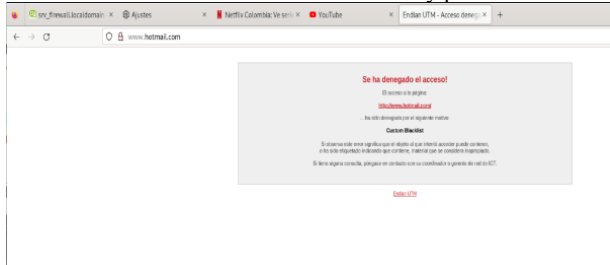 srv_firewall.localdomain ×
Ajustes ×
Netflix Colombia: Ve serie ×
YouTube ×
Endian UTM - Acceso deneg ×
+
www.hotmail.com
Se ha denegado el acceso!
El acceso a la página:
http://www.hotmail.com/
... ha sido denegado por el siguiente motivo:
Custom Blacklist
Si observa este error significa que el objeto al que intentó acceder puede contener,
o ha sido etiquetado indicando que contiene, material que se considera inapropiado.
Si tiene alguna consulta, póngase en contacto con su coordinador o gerente de red de ICT.
Endian UTM